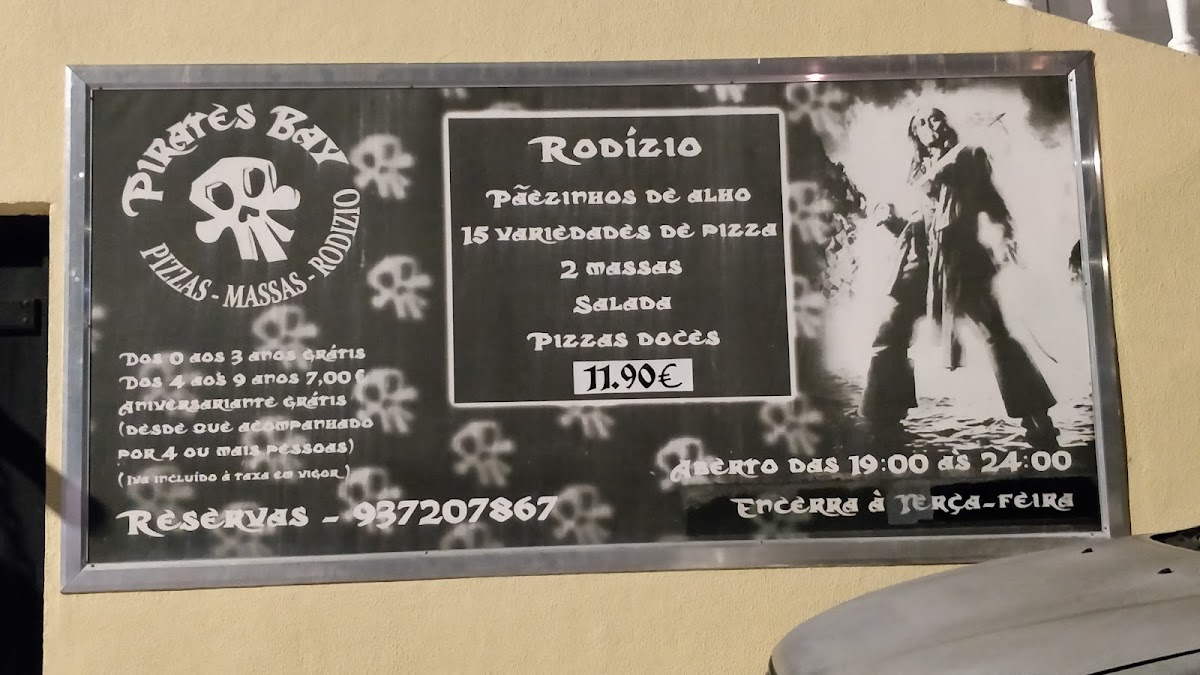 Pirates Bay
PIZZAS - MASSAS - RODIZIO
Dos 0 aos 3 anos grátis
Dos 4 aos 9 anos 7,00€
Aniversariante grátis
(desde que acompanhado
por 4 ou mais pessoas)
(Iva incluído à taxa em vigor)
Reservas - 937207867
Rodízio
Pãezinhos de alho
15 variedades de pizza
2 massas
Salada
Pizzas doces
11.90€
Aberto das 19:00 às 24:00
Encerra à Terça-feira